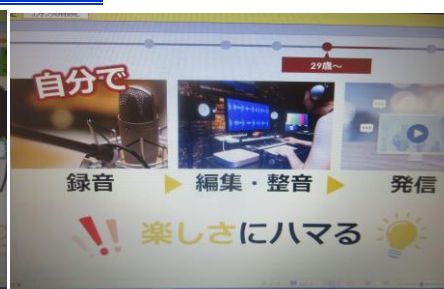 29歳~
自分で
録音 ▶ 編集・整音 ▶ 発信
楽しさにハマる